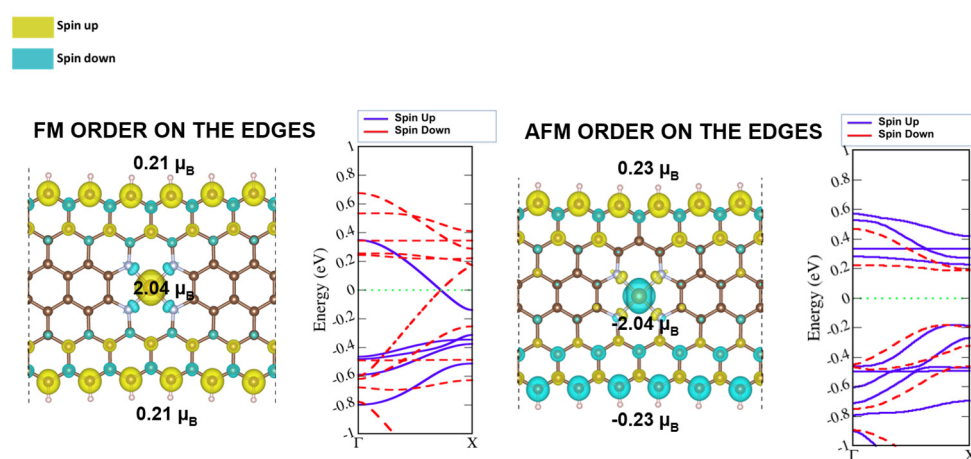 Spin up
Spin down
FM ORDER ON THE EDGES
0.21 μB
2.04 μB
0.21 μB
Spin Up
Spin Down
Energy (eV)
1
0.8
0.6
0.4
0.2
0
-0.2
-0.4
-0.6
-0.8
-1
Γ
X
AFM ORDER ON THE EDGES
0.23 μB
-2.04 μB
-0.23 μB
Spin Up
Spin Down
Energy (eV)
1
0.8
0.6
0.4
0.2
0
-0.2
-0.4
-0.6
-0.8
-1
Γ
X